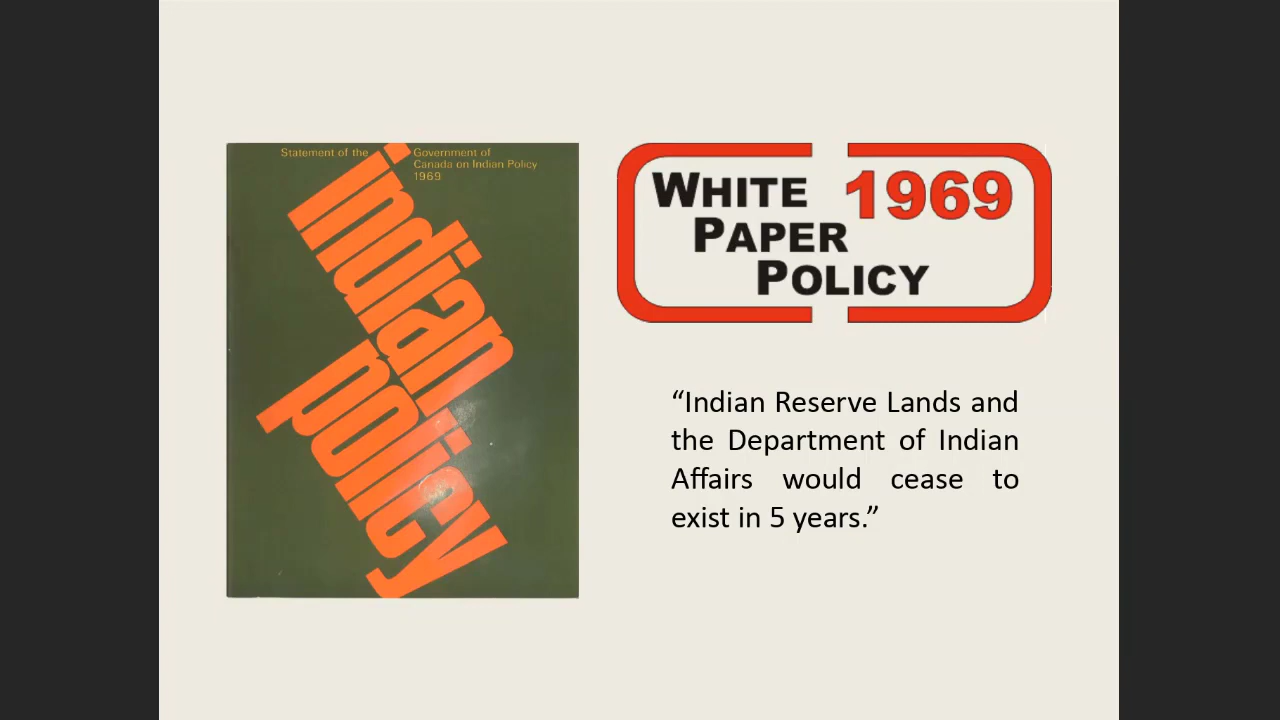 Statement of the Government of
Canada on Indian Policy
1969
indian
policy
WHITE 1969
PAPER
POLICY
“Indian Reserve Lands and
the Department of Indian
Affairs would cease to
exist in 5 years.”